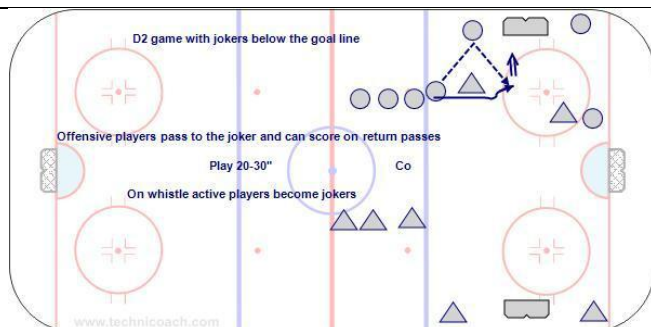 D2 game with jokers below the goal line
Offensive players pass to the joker and can score on return passes
Play 20-30" Co
On whistle active players become jokers
www.technicoach.com